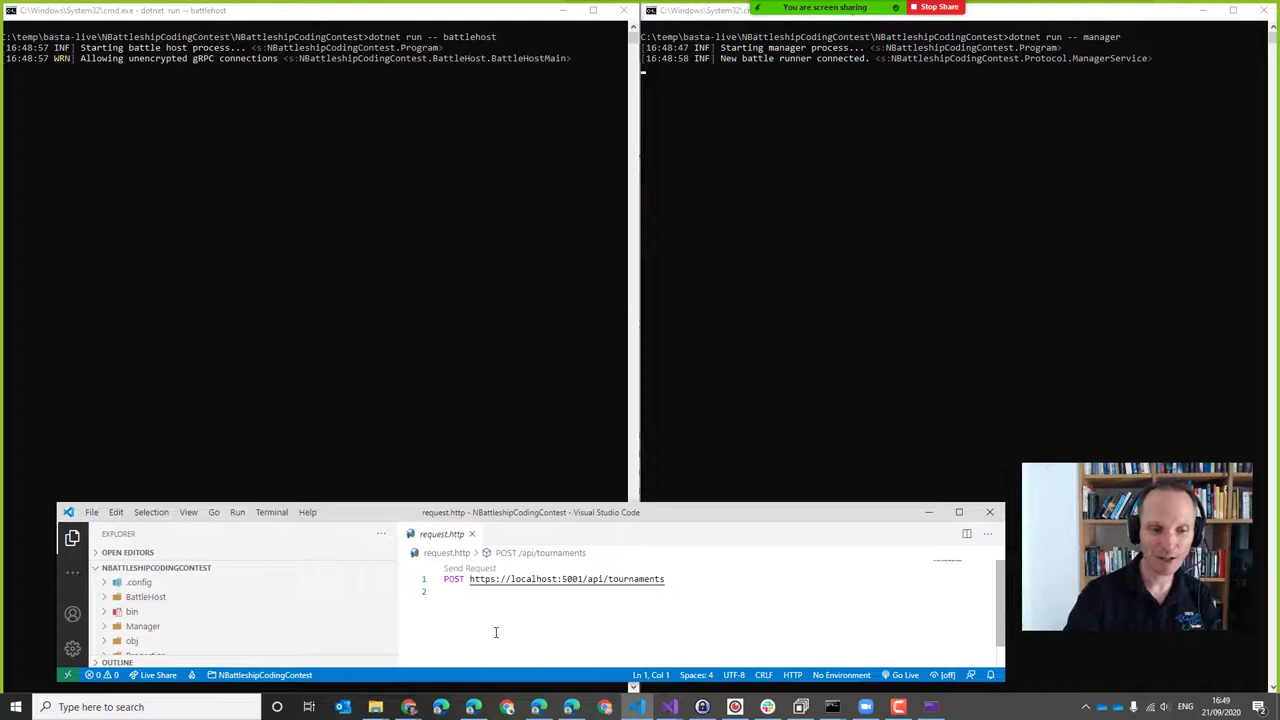 C:\Windows\System32\cmd.exe - dotnet run -- battlehost
C:\temp\basta-live\NBattleshipCodingContest\NBattleshipCodingContest>dotnet run -- battlehost
[16:48:57 INF] Starting battle host process... <s:NBattleshipCodingContest.Program>
[16:48:57 WRN] Allowing unencrypted gRPC connections <s:NBattleshipCodingContest.BattleHost.BattleHostMain>
C:\Windows\System32\c
You are screen sharing
Stop Share
C:\temp\basta-live\NBattleshipCodingContest\NBattleshipCodingContest>dotnet run -- manager
[16:48:47 INF] Starting manager process... <s:NBattleshipCodingContest.Program>
[16:48:58 INF] New battle runner connected. <s:NBattleshipCodingContest.Protocol.ManagerService>
File Edit Selection View Go Run Terminal Help
request.http - NBattleshipCodingContest - Visual Studio Code
EXPLORER
OPEN EDITORS
NBATTLESHIPCODINGCONTEST
.config
BattleHost
bin
Manager
obj
OUTLINE
request.http
request.http > POST /api/tournaments
Send Request
1 POST https://localhost:5001/api/tournaments
2
0 0 Live Share NBattleshipCodingContest
Ln 1, Col 1 Spaces: 4 UTF-8 CRLF HTTP No Environment Go Live [off]
Type here to search
ENG
16:49
21/09/2020